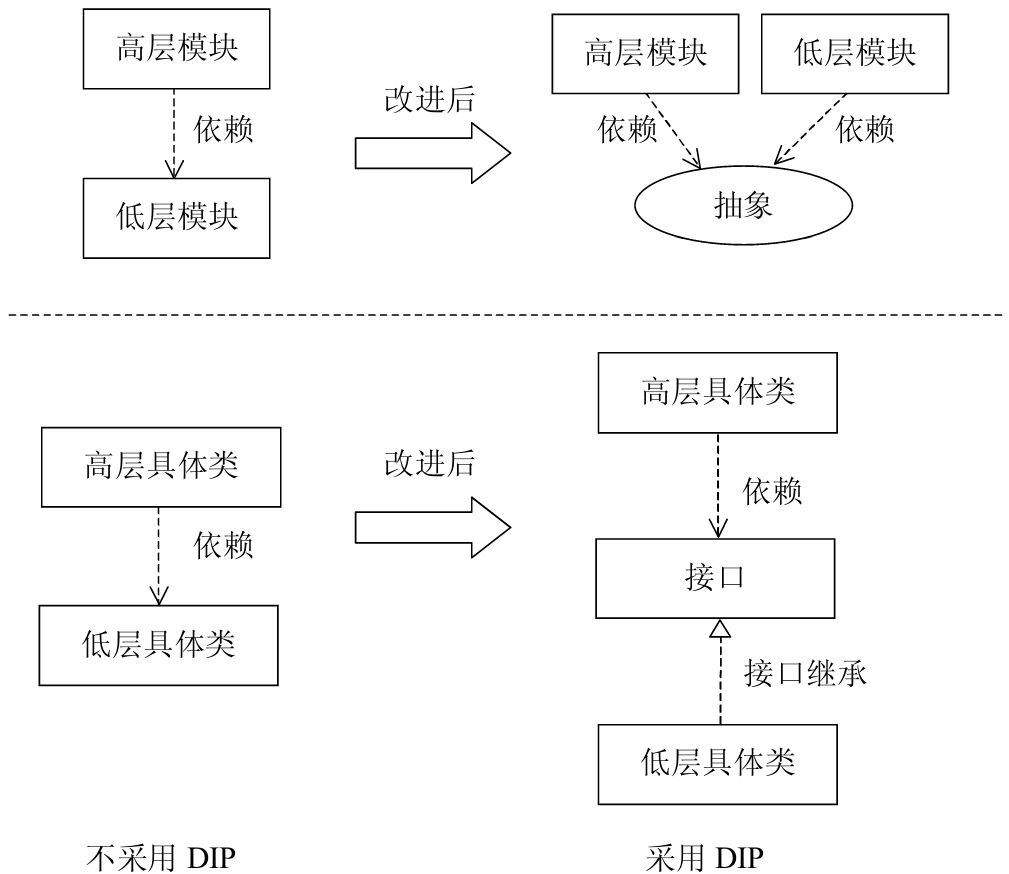 高层模块
依赖
低层模块
改进后
高层模块
低层模块
依赖
依赖
抽象
高层具体类
依赖
低层具体类
改进后
高层具体类
依赖
接口
接口继承
低层具体类
不采用 DIP
采用 DIP